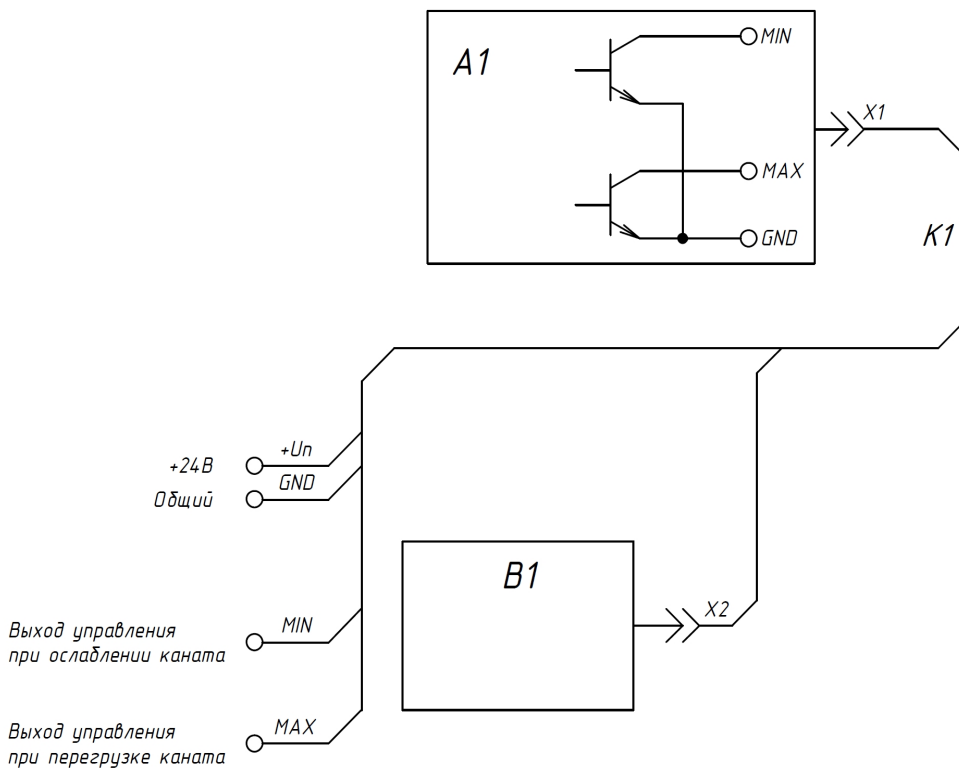 A1
MIN
MAX
GND
X1
K1
+Uп
+24В
GND
Общий
B1
X2
MIN
Выход управления
при ослаблении каната
MAX
Выход управления
при перегрузке каната